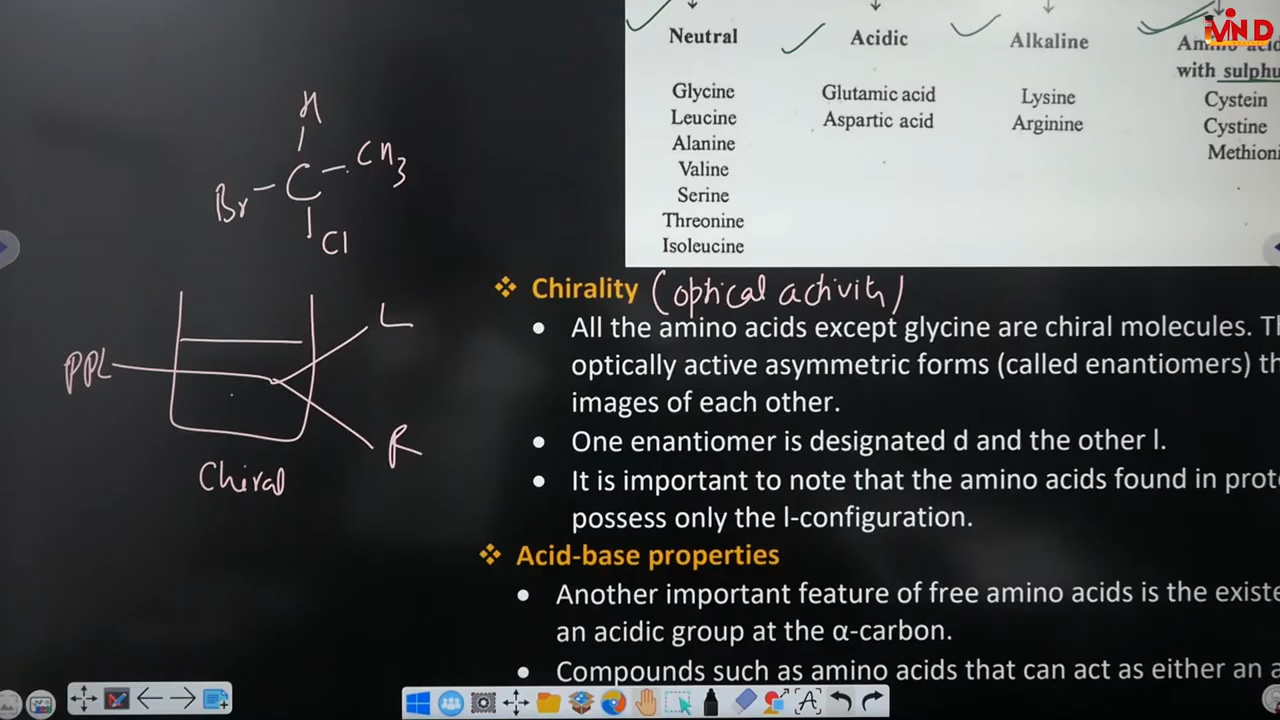 iVIND
Neutral
Acidic
Alkaline
Amino acid
with sulphu
Glycine
Leucine
Alanine
Valine
Serine
Threonine
Isoleucine
Glutamic acid
Aspartic acid
Lysine
Arginine
Cystein
Cystine
Methioni
H
C
CH3
Br
Cl
PPL
L
R
Chiral
❖ Chirality (optical activity)
• All the amino acids except glycine are chiral molecules. T
optically active asymmetric forms (called enantiomers) th
images of each other.
• One enantiomer is designated d and the other l.
• It is important to note that the amino acids found in prote
possess only the l-configuration.
❖ Acid-base properties
• Another important feature of free amino acids is the existe
an acidic group at the α-carbon.
• Compounds such as amino acids that can act as either an a